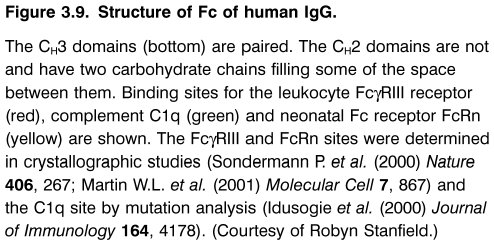 Figure 3.9. Structure of Fc of human IgG.
The CH3 domains (bottom) are paired. The CH2 domains are not
and have two carbohydrate chains filling some of the space
between them. Binding sites for the leukocyte FcγRIII receptor
(red), complement C1q (green) and neonatal Fc receptor FcRn
(yellow) are shown. The FcγRIII and FcRn sites were determined
in crystallographic studies (Sondermann P. et al. (2000) Nature
406, 267; Martin W.L. et al. (2001) Molecular Cell 7, 867) and
the C1q site by mutation analysis (Idusogie et al. (2000) Journal
of Immunology 164, 4178). (Courtesy of Robyn Stanfield.)